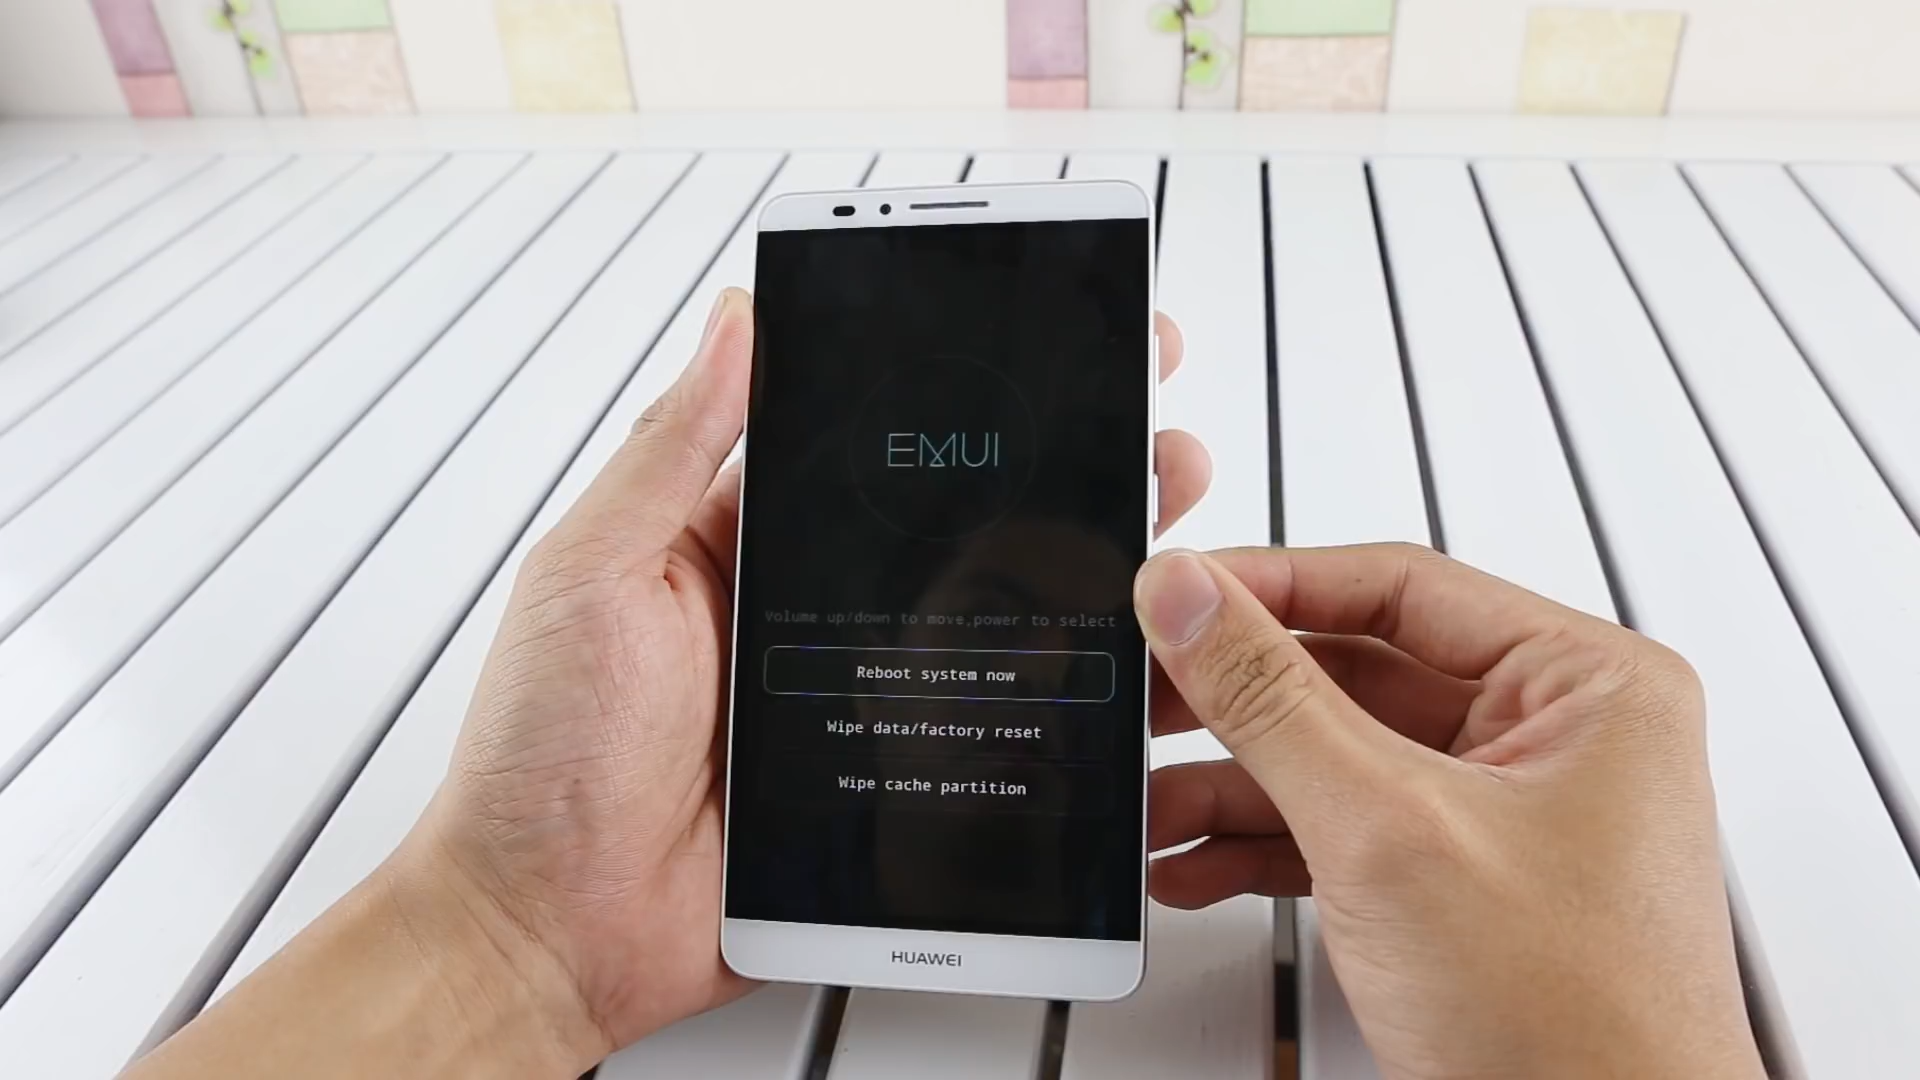 EMUI
Volume up/down to move,power to select
Reboot system now
Wipe data/factory reset
Wipe cache partition
HUAWEI